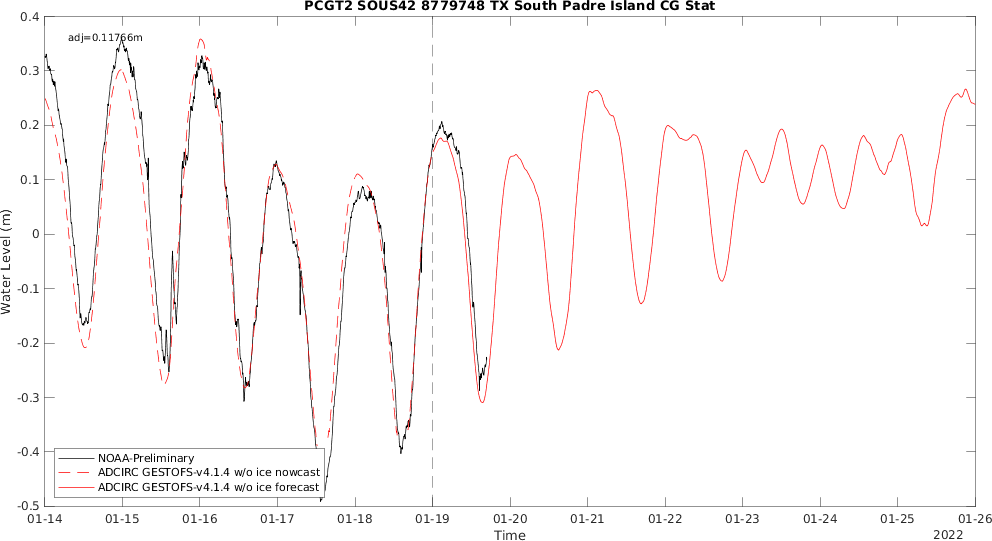 PCGT2 SOUS42 8779748 TX South Padre Island CG Stat
adj=0.11766m
0.4
0.3
0.2
0.1
0
-0.1
-0.2
-0.3
-0.4
-0.5
Water Level (m)
NOAA-Preliminary
ADCIRC GESTOFS-v4.1.4 w/o ice nowcast
ADCIRC GESTOFS-v4.1.4 w/o ice forecast
01-14 01-15 01-16 01-17 01-18 01-19 01-20 01-21 01-22 01-23 01-24 01-25 01-26
Time
2022